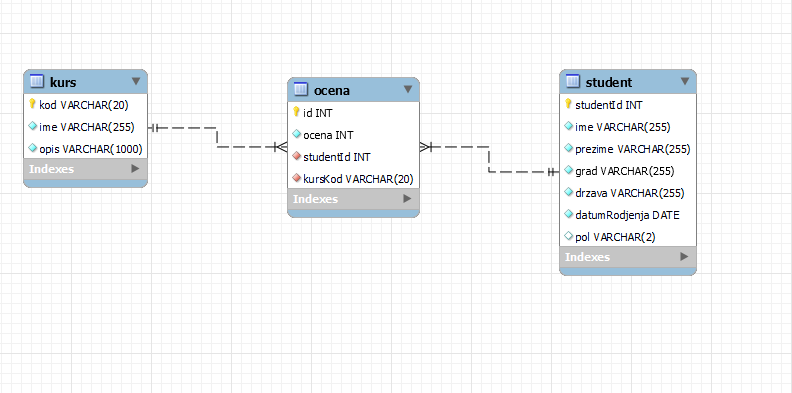 kurs
kod VARCHAR(20)
ime VARCHAR(255)
opis VARCHAR(1000)
Indexes
ocena
id INT
ocena INT
studentId INT
kursKod VARCHAR(20)
Indexes
student
studentId INT
ime VARCHAR(255)
prezime VARCHAR(255)
grad VARCHAR(255)
drzava VARCHAR(255)
datumRodjenja DATE
pol VARCHAR(2)
Indexes